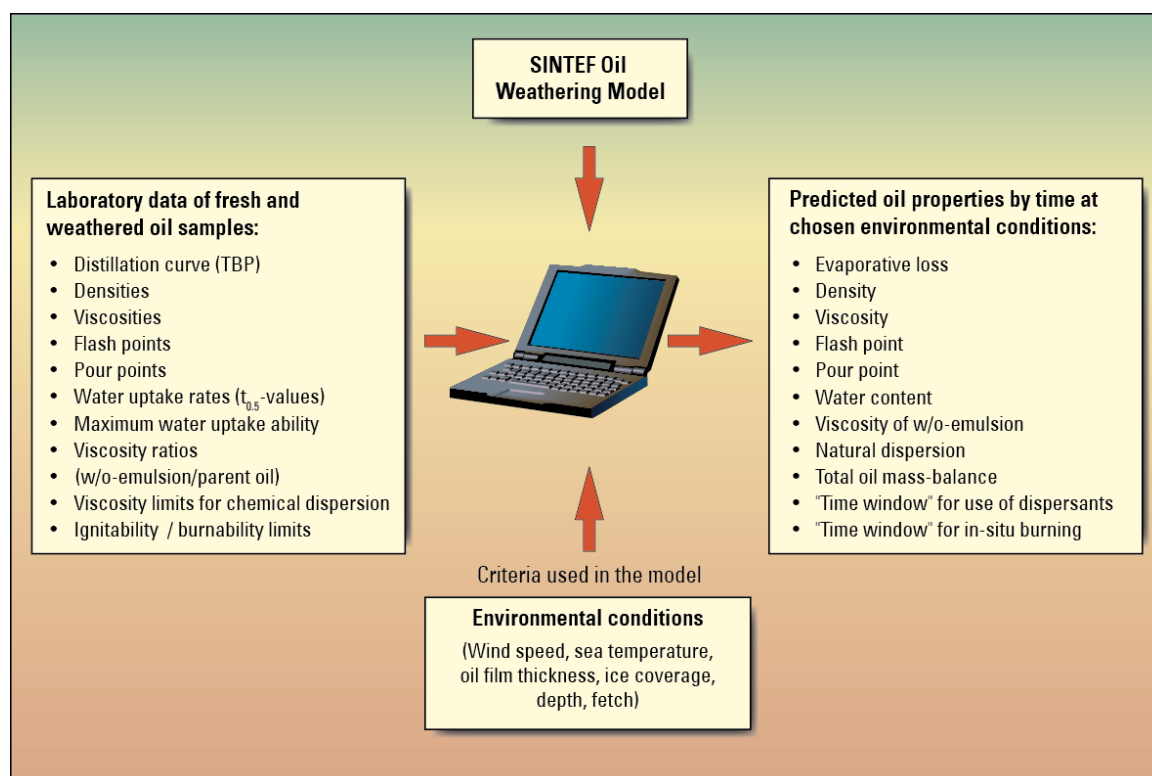 SINTEF Oil
Weathering Model
Laboratory data of fresh and
weathered oil samples:
• Distillation curve (TBP)
• Densities
• Viscosities
• Flash points
• Pour points
• Water uptake rates (t0.5-values)
• Maximum water uptake ability
• Viscosity ratios
• (w/o-emulsion/parent oil)
• Viscosity limits for chemical dispersion
• Ignitability / burnability limits
Predicted oil properties by time at
chosen environmental conditions:
• Evaporative loss
• Density
• Viscosity
• Flash point
• Pour point
• Water content
• Viscosity of w/o-emulsion
• Natural dispersion
• Total oil mass-balance
• "Time window" for use of dispersants
• "Time window" for in-situ burning
Criteria used in the model
Environmental conditions
(Wind speed, sea temperature,
oil film thickness, ice coverage,
depth, fetch)